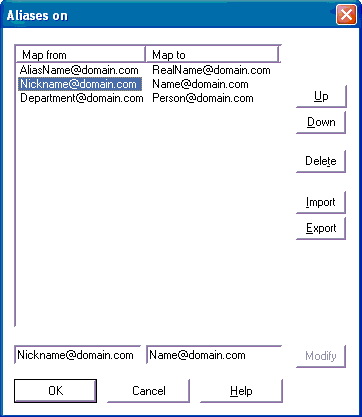 Aliases on
Map from Map to
AliasName@domain.com RealName@domain.com
Nickname@domain.com Name@domain.com
Department@domain.com Person@domain.com
Up
Down
Delete
Import
Export
Nickname@domain.com Name@domain.com Modify
OK Cancel Help